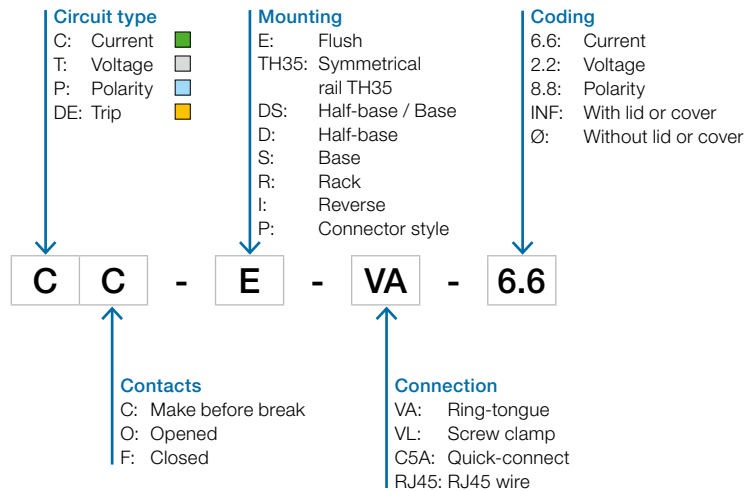 Circuit type
C: Current
T: Voltage
P: Polarity
DE: Trip
Mounting
E: Flush
TH35: Symmetrical
rail TH35
DS: Half-base / Base
D: Half-base
S: Base
R: Rack
I: Reverse
P: Connector style
Coding
6.6: Current
2.2: Voltage
8.8: Polarity
INF: With lid or cover
Ø: Without lid or cover
C C - E - VA - 6.6
Contacts
C: Make before break
O: Opened
F: Closed
Connection
VA: Ring-tongue
VL: Screw clamp
C5A: Quick-connect
RJ45: RJ45 wire